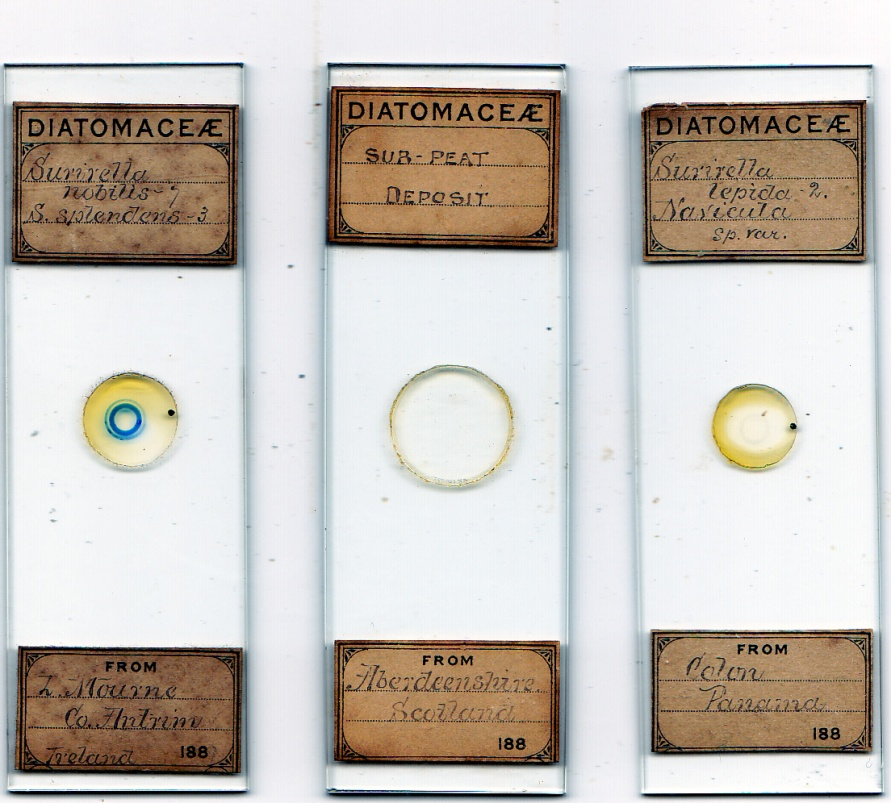 DIATOMACEÆ
Surirella
nobilis-7
S. splendens-3
FROM
L. Mourne
Co. Antrim
Ireland 188
DIATOMACEÆ
SUB-PEAT
DEPOSIT
FROM
Aberdeenshire.
Scotland
188
DIATOMACEÆ
Surirella
lepida-2.
Navicula
sp. var.
FROM
Colon
Panama
188